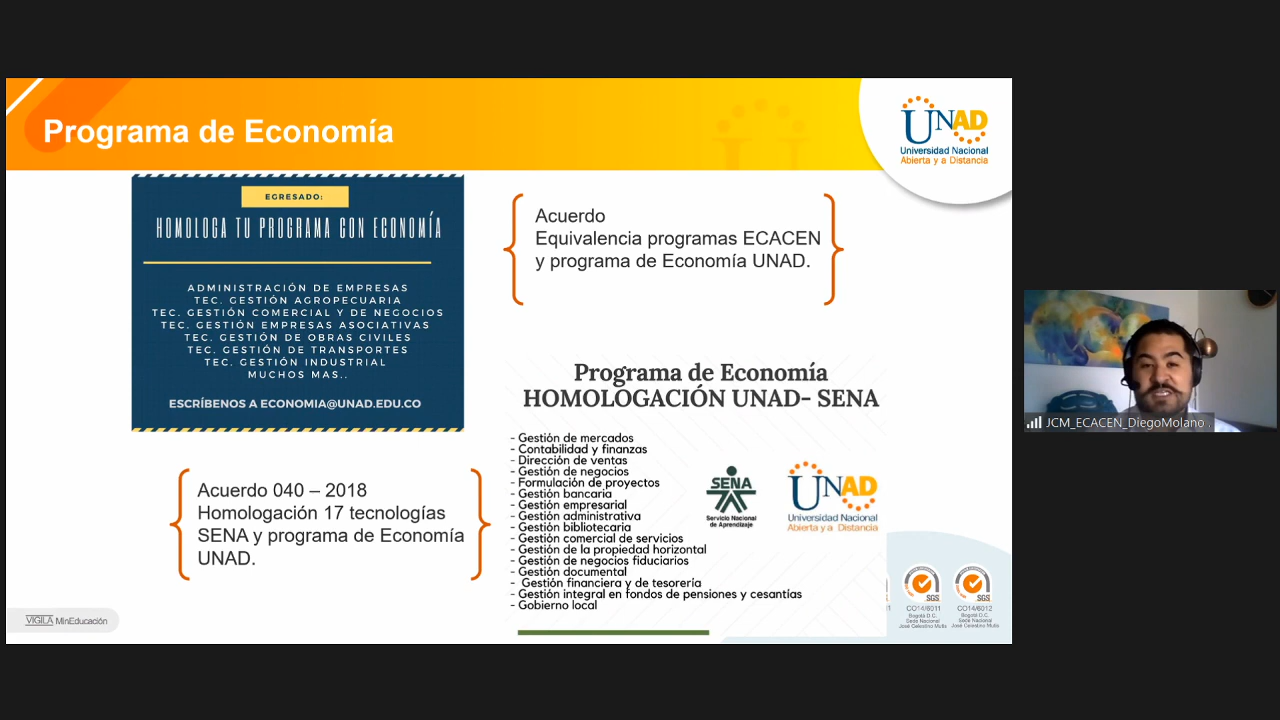 Programa de Economía
UNAD
Universidad Nacional
Abierta y a Distancia
EGRESADO:
HOMOLOGA TU PROGRAMA CON ECONOMÍA
ADMINISTRACIÓN DE EMPRESAS
TEC. GESTIÓN AGROPECUARIA
TEC. GESTIÓN COMERCIAL Y DE NEGOCIOS
TEC. GESTIÓN EMPRESAS ASOCIATIVAS
TEC. GESTIÓN DE OBRAS CIVILES
TEC. GESTIÓN DE TRANSPORTES
TEC. GESTIÓN INDUSTRIAL
MUCHOS MAS..
ESCRÍBENOS A ECONOMIA@UNAD.EDU.CO
Acuerdo
Equivalencia programas ECACEN
y programa de Economía UNAD.
Acuerdo 040 – 2018
Homologación 17 tecnologías
SENA y programa de Economía
UNAD.
Programa de Economía
HOMOLOGACIÓN UNAD- SENA
- Gestión de mercados
- Contabilidad y finanzas
- Dirección de ventas
- Gestión de negocios
- Formulación de proyectos
- Gestión bancaria
- Gestión empresarial
- Gestión administrativa
- Gestión bibliotecaria
- Gestión comercial de servicios
- Gestión de la propiedad horizontal
- Gestión de negocios fiduciarios
- Gestión documental
- Gestión financiera y de tesorería
- Gestión integral en fondos de pensiones y cesantías
- Gobierno local
SENA
Servicio Nacional
de Aprendizaje
UNAD
Universidad Nacional
Abierta y a Distancia
VIGILA MinEducación
SGS
CO14/6011
Bogotá D.C.
Sede Nacional
José Celestino Mutis
SGS
CO14/6012
Bogotá D.C.
Sede Nacional
José Celestino Mutis
JCM_ECACEN_DiegoMolano .